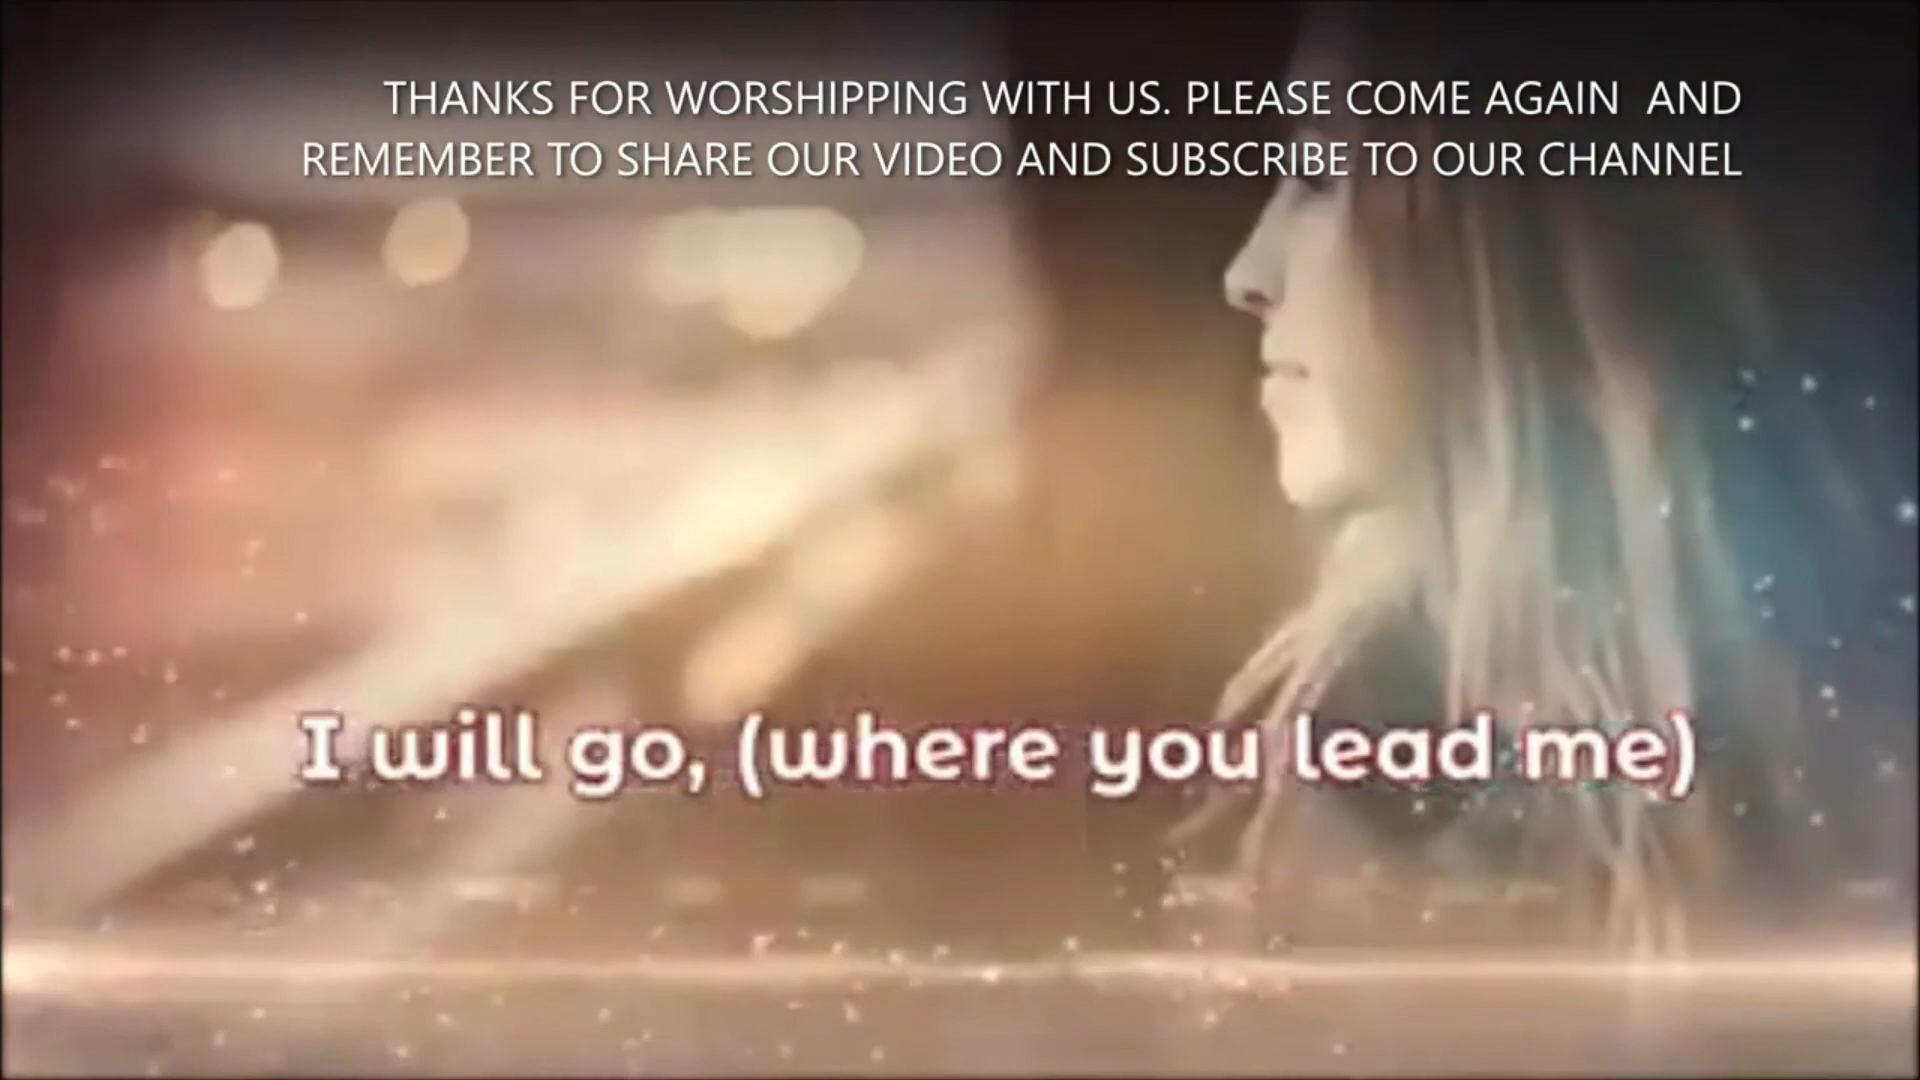 THANKS FOR WORSHIPPING WITH US. PLEASE COME AGAIN  AND
REMEMBER TO SHARE OUR VIDEO AND SUBSCRIBE TO OUR CHANNEL
I will go, (where you lead me)